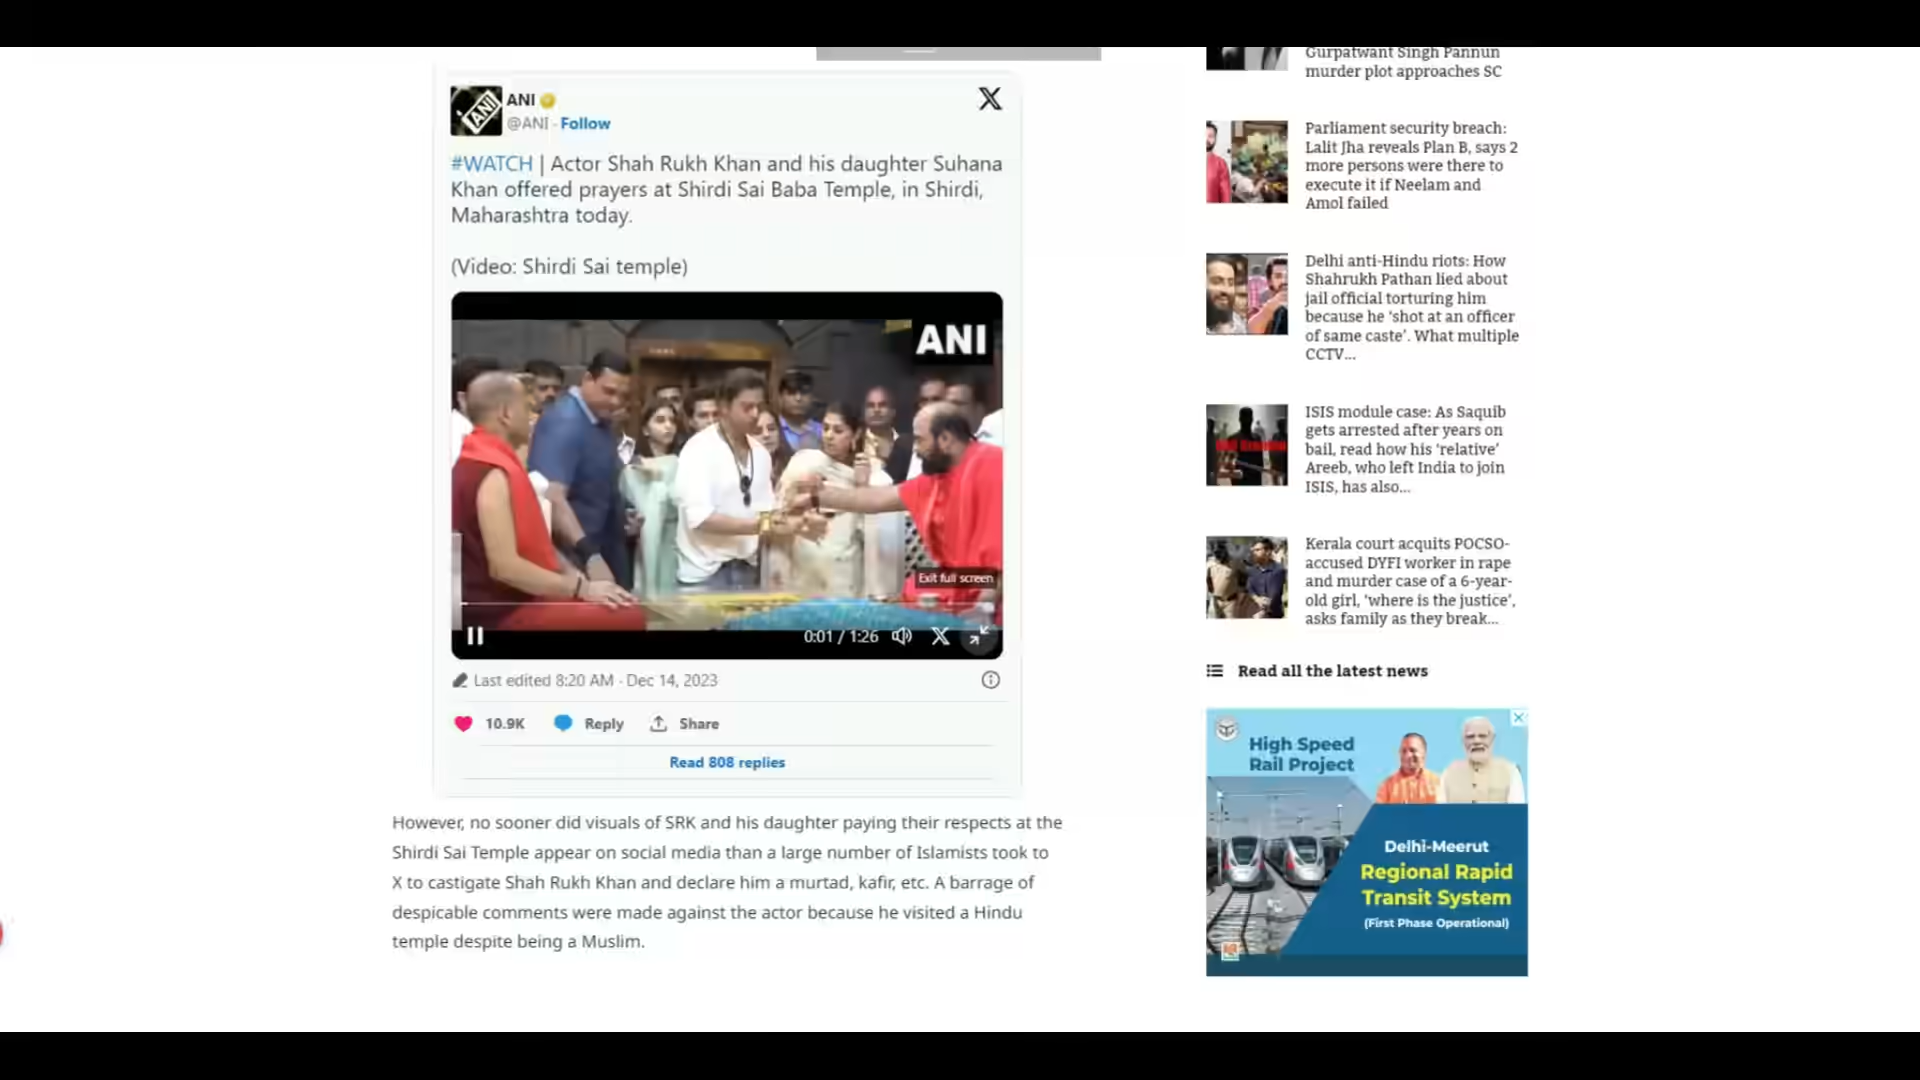 ANI
@ANI · Follow
#WATCH | Actor Shah Rukh Khan and his daughter Suhana
Khan offered prayers at Shirdi Sai Baba Temple, in Shirdi,
Maharashtra today.
(Video: Shirdi Sai temple)
ANI
Exit full screen
0:01 / 1:26
Last edited 8:20 AM · Dec 14, 2023
10.9K Reply Share
Read 808 replies
However, no sooner did visuals of SRK and his daughter paying their respects at the
Shirdi Sai Temple appear on social media than a large number of Islamists took to
X to castigate Shah Rukh Khan and declare him a murtad, kafir, etc. A barrage of
despicable comments were made against the actor because he visited a Hindu
temple despite being a Muslim.
Gurpatwant Singh Pannun
murder plot approaches SC
Parliament security breach:
Lalit Jha reveals Plan B, says 2
more persons were there to
execute it if Neelam and
Amol failed
Delhi anti-Hindu riots: How
Shahrukh Pathan lied about
jail official torturing him
because he ‘shot at an officer
of same caste’. What multiple
CCTV...
ISIS module case: As Saquib
gets arrested after years on
bail, read how his ‘relative’
Areeb, who left India to join
ISIS, has also...
Kerala court acquits POCSO-
accused DYFI worker in rape
and murder case of a 6-year-
old girl, ‘where is the justice’,
asks family as they break...
Read all the latest news
High Speed
Rail Project
Delhi-Meerut
Regional Rapid
Transit System
(First Phase Operational)